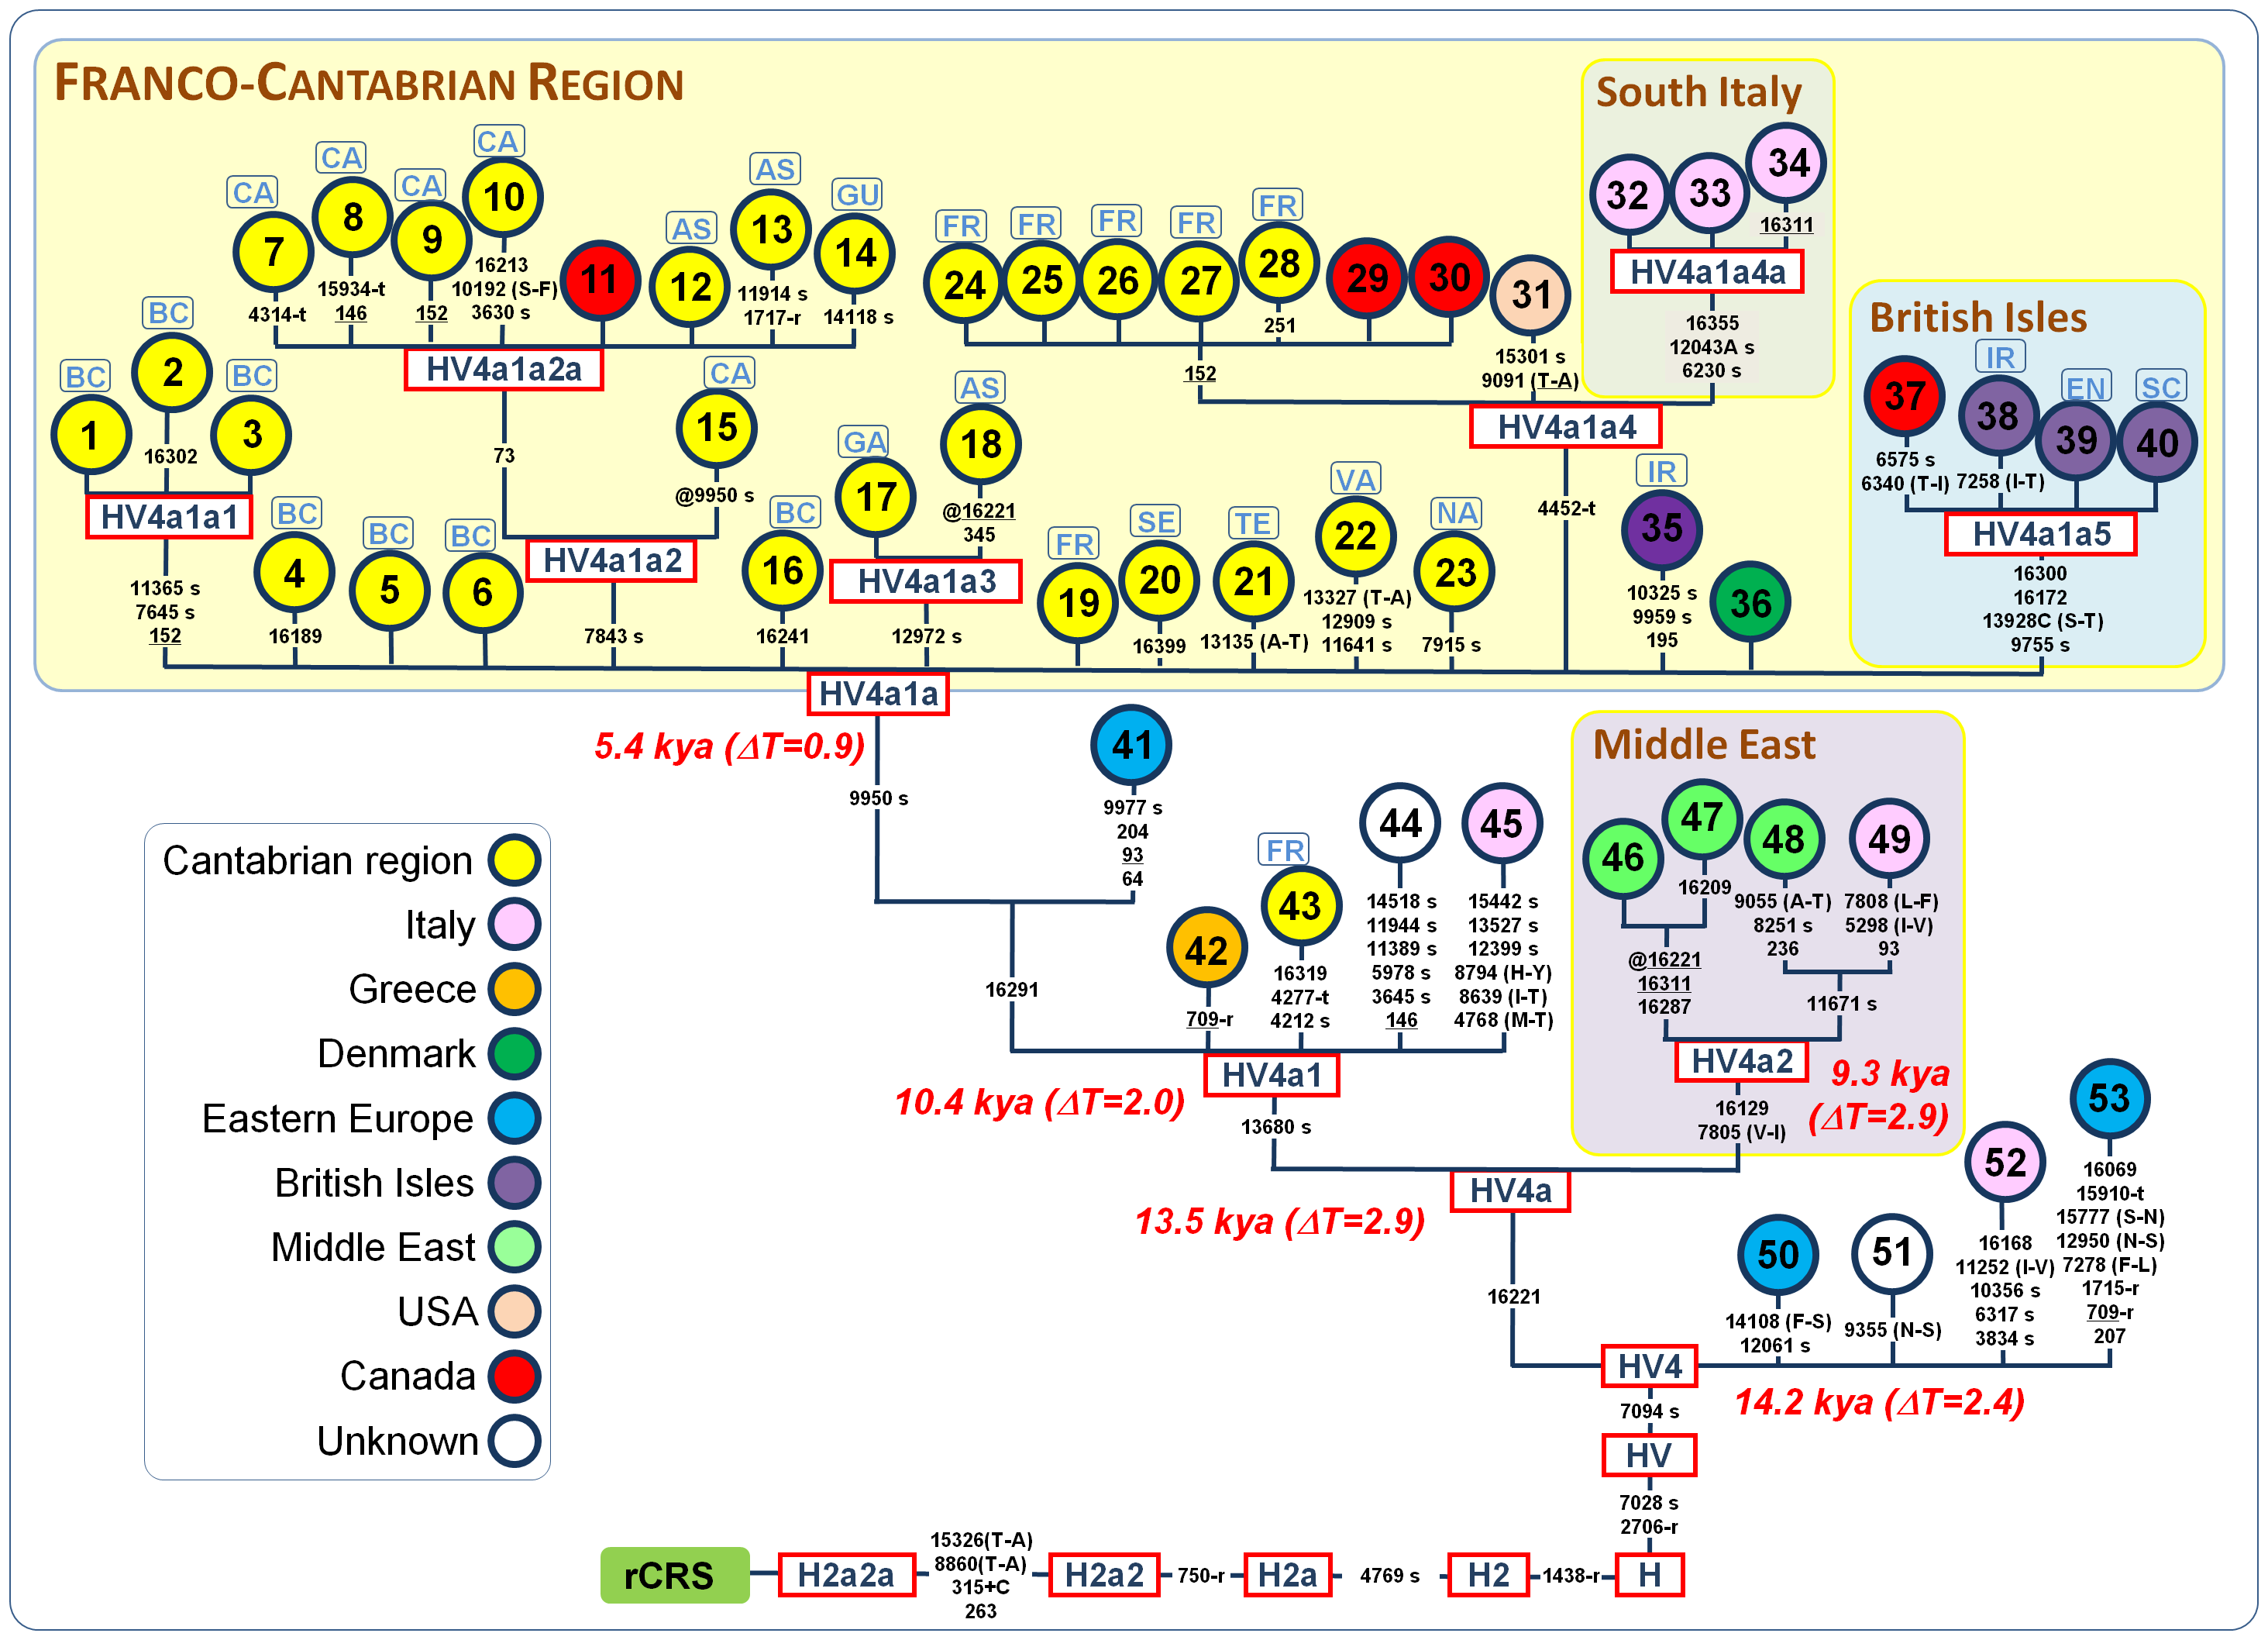 FRANCO-CANTABRIAN REGION
South Italy
British Isles
CA
CA
CA
CA
AS
AS
GU
7
8
9
10
11
12
13
14
4314-t
15934-t
146
152
16213
10192 (S-F)
3630 s
11914 s
1717-r
14118 s
HV4a1a2a
73
BC
BC
BC
1
2
3
16302
HV4a1a1
11365 s
7645 s
152
BC
4
16189
BC
5
BC
6
CA
15
@9950 s
HV4a1a2
7843 s
BC
16
16241
GA
17
AS
18
@16221
345
HV4a1a3
12972 s
FR
FR
FR
FR
FR
24
25
26
27
28
29
30
31
251
152
15301 s
9091 (T-A)
HV4a1a4
4452-t
32
33
34
16311
HV4a1a4a
16355
12043A s
6230 s
FR
19
SE
20
16399
TE
21
13135 (A-T)
VA
22
13327 (T-A)
12909 s
11641 s
NA
23
7915 s
IR
35
10325 s
9959 s
195
36
37
IR
38
EN
39
SC
40
6575 s
6340 (T-I)
7258 (I-T)
HV4a1a5
16300
16172
13928C (S-T)
9755 s
HV4a1a
5.4 kya (ΔT=0.9)
9950 s
41
9977 s
204
93
64
16291
42
709-r
FR
43
16319
4277-t
4212 s
44
14518 s
11944 s
11389 s
5978 s
3645 s
146
45
15442 s
13527 s
12399 s
8794 (H-Y)
8639 (I-T)
4768 (M-T)
HV4a1
10.4 kya (ΔT=2.0)
13680 s
Middle East
46
47
48
49
16209
@16221
16311
16287
9055 (A-T)
8251 s
236
7808 (L-F)
5298 (I-V)
93
11671 s
HV4a2
9.3 kya
(ΔT=2.9)
16129
7805 (V-I)
HV4a
13.5 kya (ΔT=2.9)
16221
50
14108 (F-S)
12061 s
51
9355 (N-S)
52
16168
11252 (I-V)
10356 s
6317 s
3834 s
53
16069
15910-t
15777 (S-N)
12950 (N-S)
7278 (F-L)
1715-r
709-r
207
HV4
14.2 kya (ΔT=2.4)
7094 s
HV
7028 s
2706-r
Cantabrian region
Italy
Greece
Denmark
Eastern Europe
British Isles
Middle East
USA
Canada
Unknown
rCRS
H2a2a
15326(T-A)
8860(T-A)
315+C
263
H2a2
750-r
H2a
4769 s
H2
1438-r
H